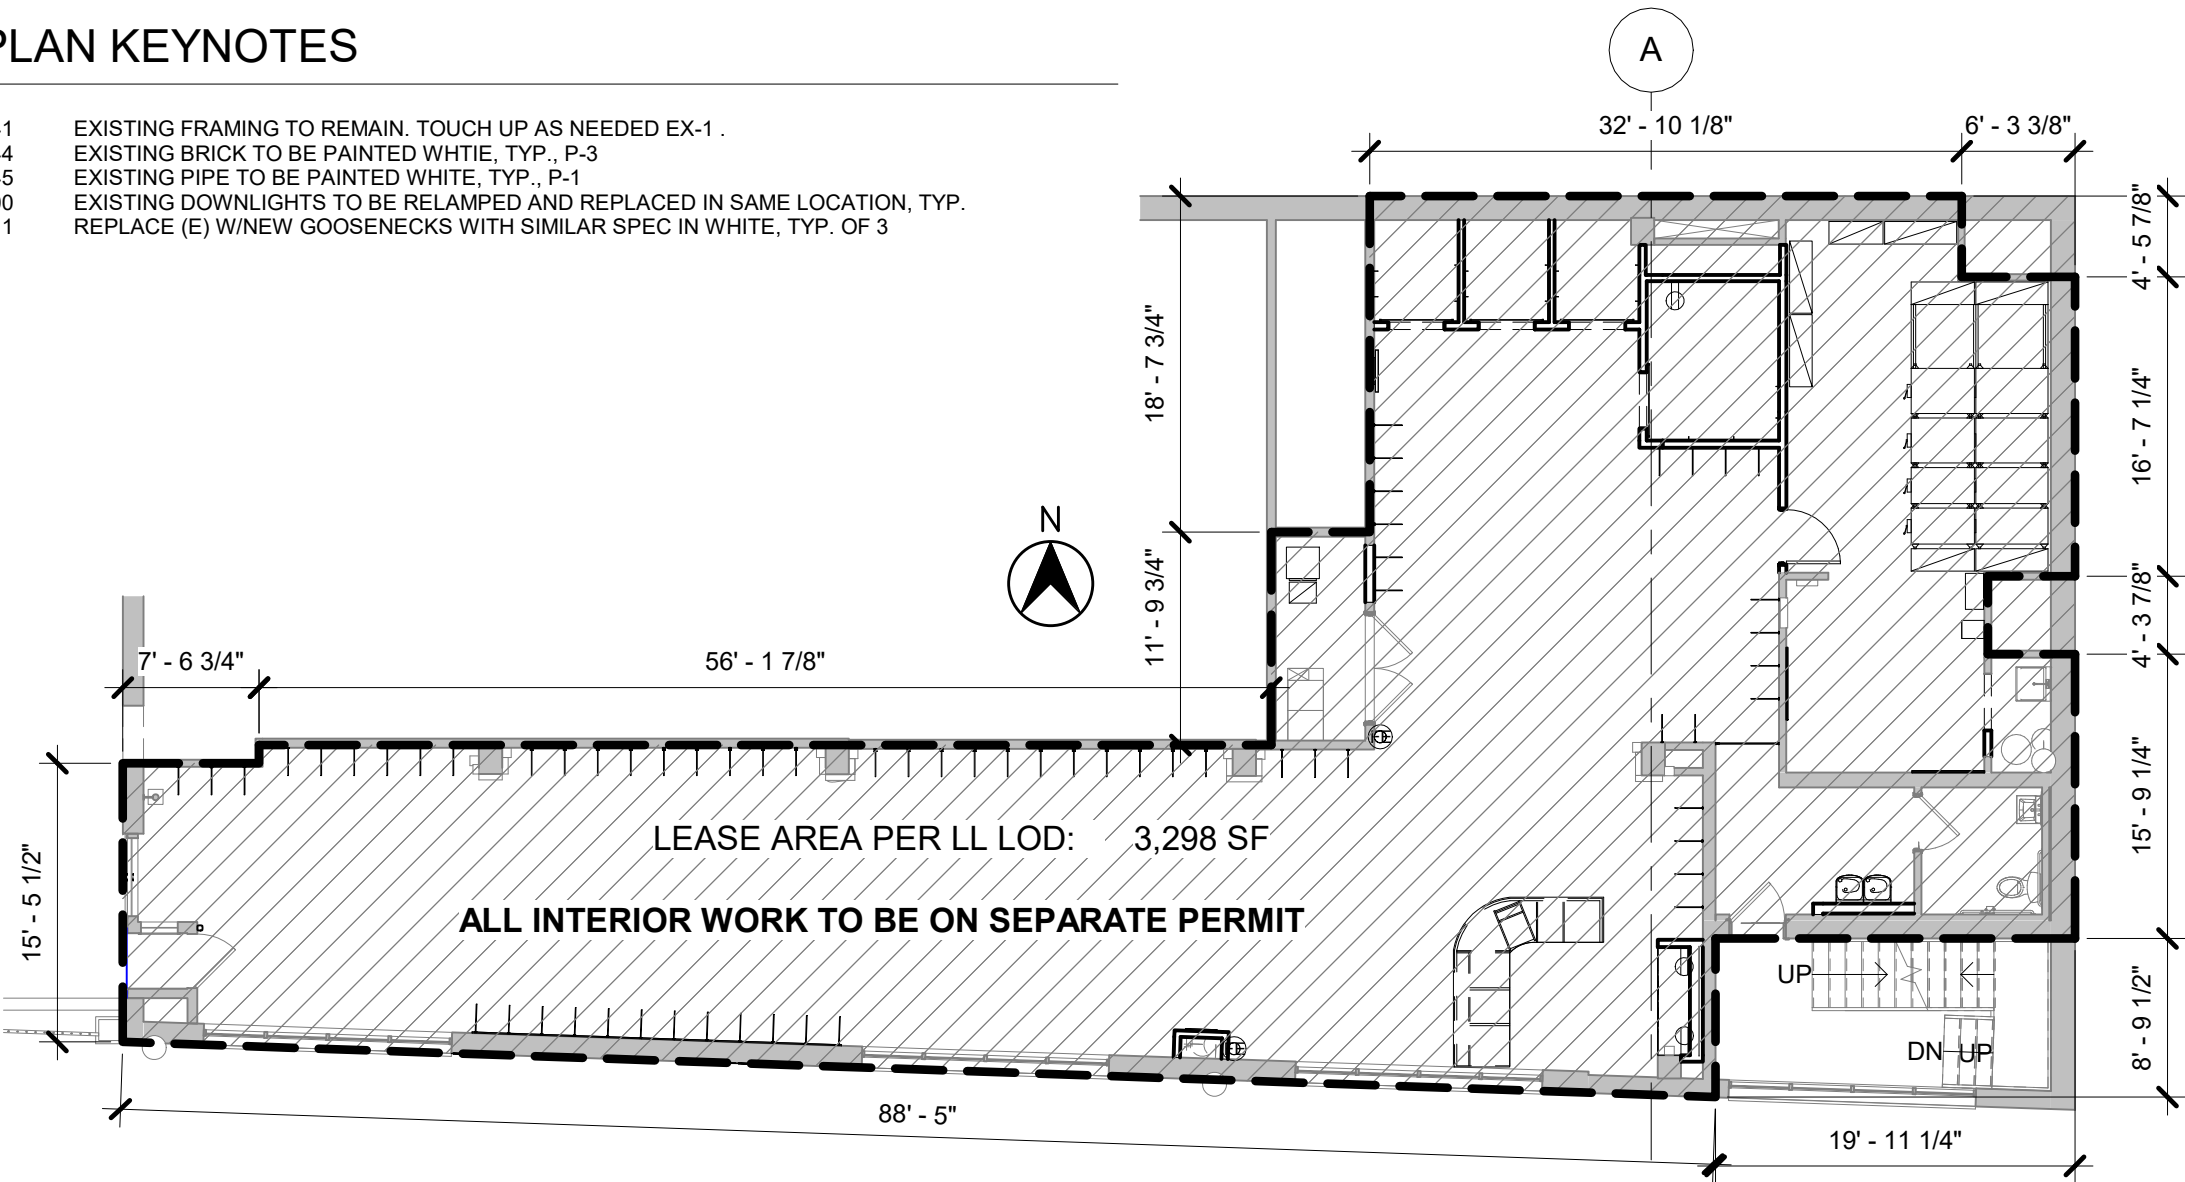 PLAN KEYNOTES
A
1 EXISTING FRAMING TO REMAIN. TOUCH UP AS NEEDED EX-1 .
4 EXISTING BRICK TO BE PAINTED WHTIE, TYP., P-3
5 EXISTING PIPE TO BE PAINTED WHITE, TYP., P-1
00 EXISTING DOWNLIGHTS TO BE RELAMPED AND REPLACED IN SAME LOCATION, TYP.
1 REPLACE (E) W/NEW GOOSENECKS WITH SIMILAR SPEC IN WHITE, TYP. OF 3
32' - 10 1/8"
6' - 3 3/8"
4' - 5 7/8"
18' - 7 3/4"
16' - 7 1/4"
N
11' - 9 3/4"
4' - 3 7/8"
7' - 6 3/4"
56' - 1 7/8"
15' - 9 1/4"
LEASE AREA PER LL LOD: 3,298 SF
15' - 5 1/2"
ALL INTERIOR WORK TO BE ON SEPARATE PERMIT
UP
8' - 9 1/2"
DN
UP
88' - 5"
19' - 11 1/4"